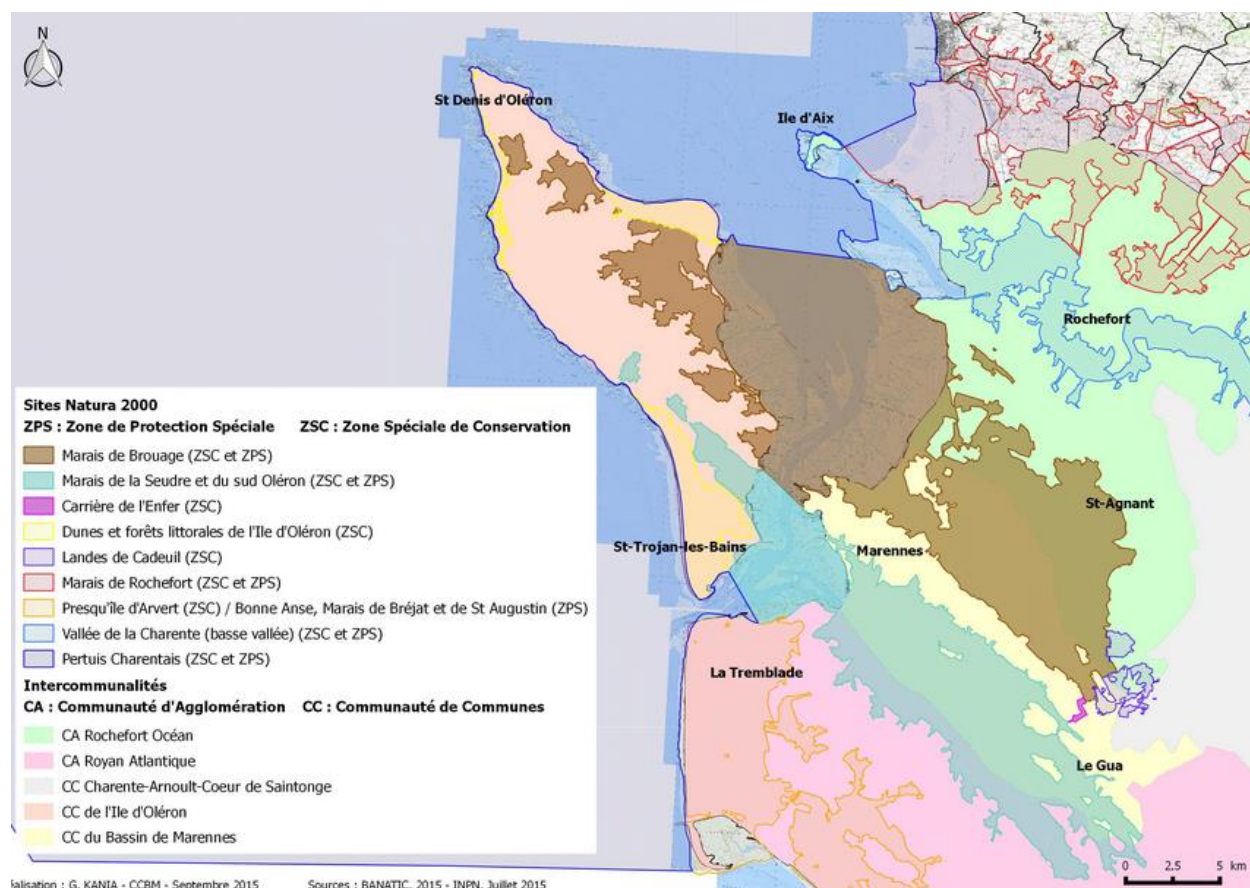 N
St Denis d'Oléron
Ile d'Aix
Rochefort
St-Agnant
Marennes
St-Trojan-les-Bains
La Tremblade
Le Gua
Sites Natura 2000
ZPS : Zone de Protection Spéciale ZSC : Zone Spéciale de Conservation
Marais de Brouage (ZSC et ZPS)
Marais de la Seudre et du sud Oléron (ZSC et ZPS)
Carrière de l'Enfer (ZSC)
Dunes et forêts littorales de l'Ile d'Oléron (ZSC)
Landes de Cadeuil (ZSC)
Marais de Rochefort (ZSC et ZPS)
Presqu'île d'Arvert (ZSC) / Bonne Anse, Marais de Bréjat et de St Augustin (ZPS)
Vallée de la Charente (basse vallée) (ZSC et ZPS)
Pertuis Charentais (ZSC et ZPS)
Intercommunalités
CA : Communauté d'Agglomération CC : Communauté de Communes
CA Rochefort Océan
CA Royan Atlantique
CC Charente-Arnoult-Coeur de Saintonge
CC de l'Ile d'Oléron
CC du Bassin de Marennes
0 2,5 5 km
alisation : G. KANIA - CCBM - Septembre 2015 Sources : BANATIC, 2015 - INPN, Juillet 2015